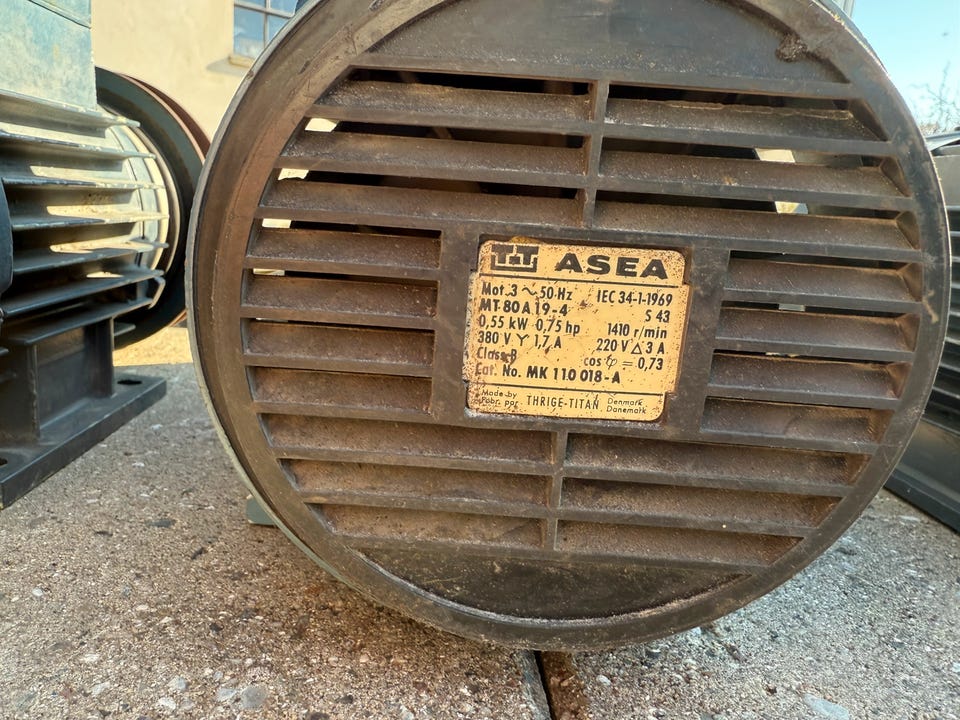 TT ASEA
Mot.3 ~ 50 Hz IEC 34-1-1969
MT 80 A 19-4 S 43
0,55 kW 0,75 hp 1410 r/min
380 V Y 1,7 A 220 V Δ 3 A
Class B cos φ = 0,73
Cat. No. MK 110 018-A
Made by THRIGE-TITAN Denmark
Fabr. par Danemark